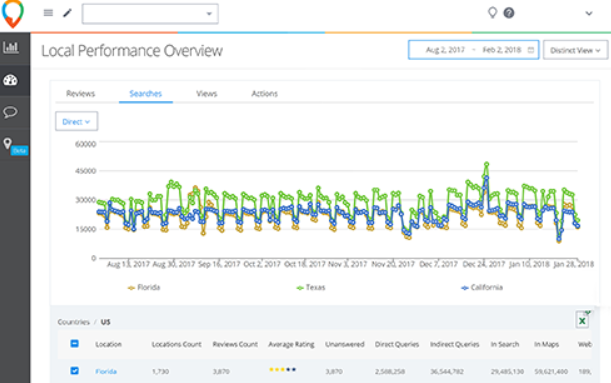 Local Performance Overview
Aug 2, 2017 - Feb 2, 2018
Distinct View
Reviews
Searches
Views
Actions
Direct
60000
45000
30000
15000
0
Aug 13, 2017 Aug 30, 2017 Sep 16, 2017 Oct 2, 2017 Oct 18, 2017 Nov 3, 2017 Nov 20, 2017 Dec 7, 2017 Dec 24, 2017 Jan 10, 2018 Jan 28, 2018
Florida Texas California
Beta
Countries / US
Location Locations Count Reviews Count Average Rating Unanswered Direct Queries Indirect Queries In Search In Maps Web
Florida 1,730 3,870 3,870 2,508,258 36,544,782 29,485,130 59,621,400 189,